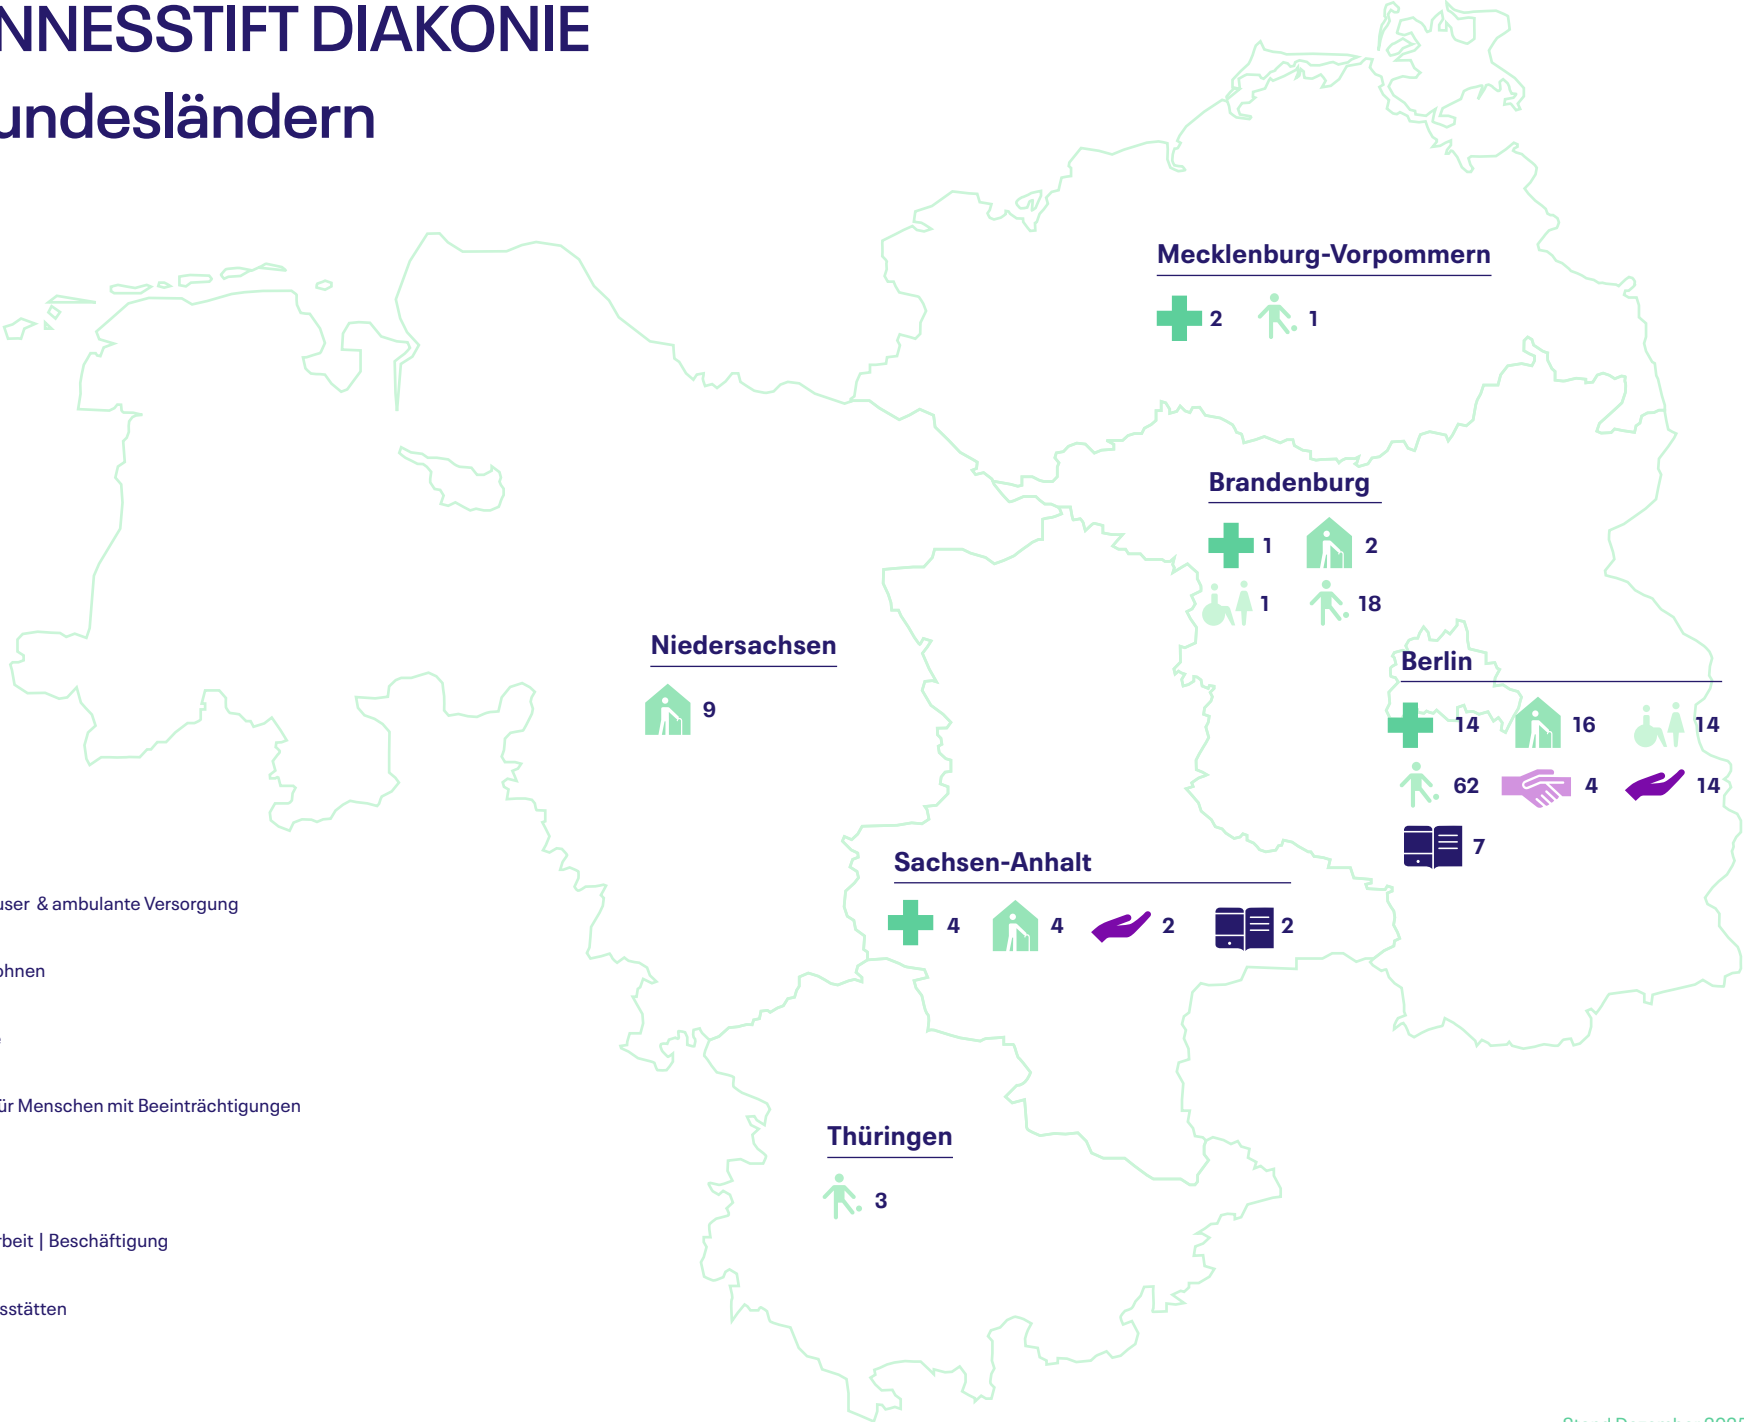 NNESSTIFT DIAKONIE
undesländern
Mecklenburg-Vorpommern
2 1
Brandenburg
1 2
1 18
Niedersachsen
9
Berlin
14 16 14
62 4 14
7
Sachsen-Anhalt
4 4 2 2
user & ambulante Versorgung
ohnen
ür Menschen mit Beeinträchtigungen
Thüringen
3
beit | Beschäftigung
sstätten